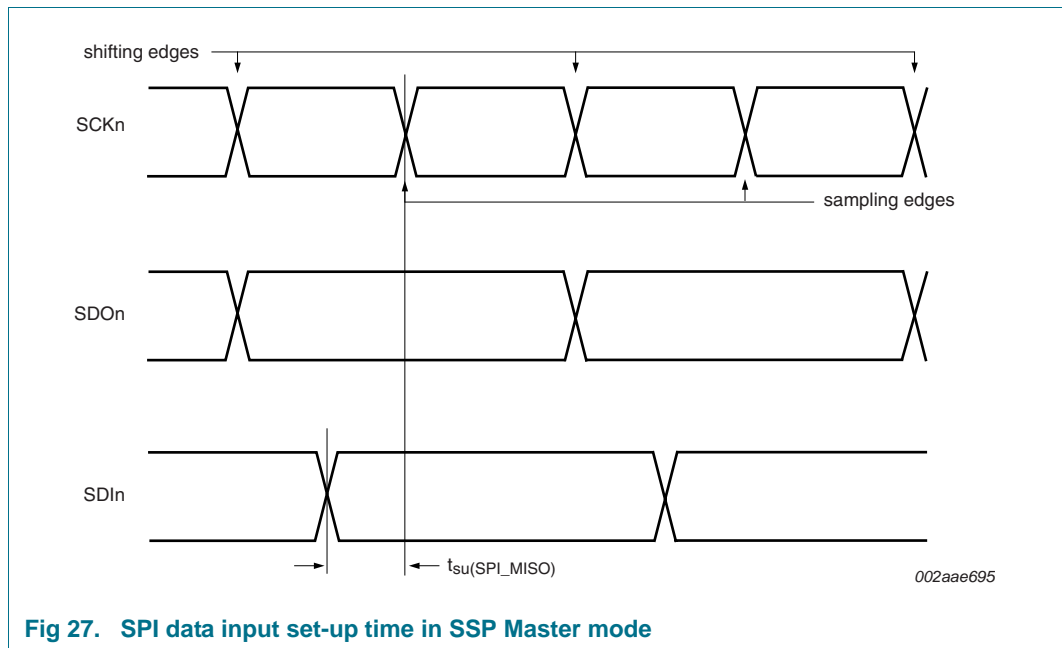 shifting edges
SCKn
sampling edges
SDOn
SDIn
tsu(SPI_MISO)
002aae695
Fig 27. SPI data input set-up time in SSP Master mode